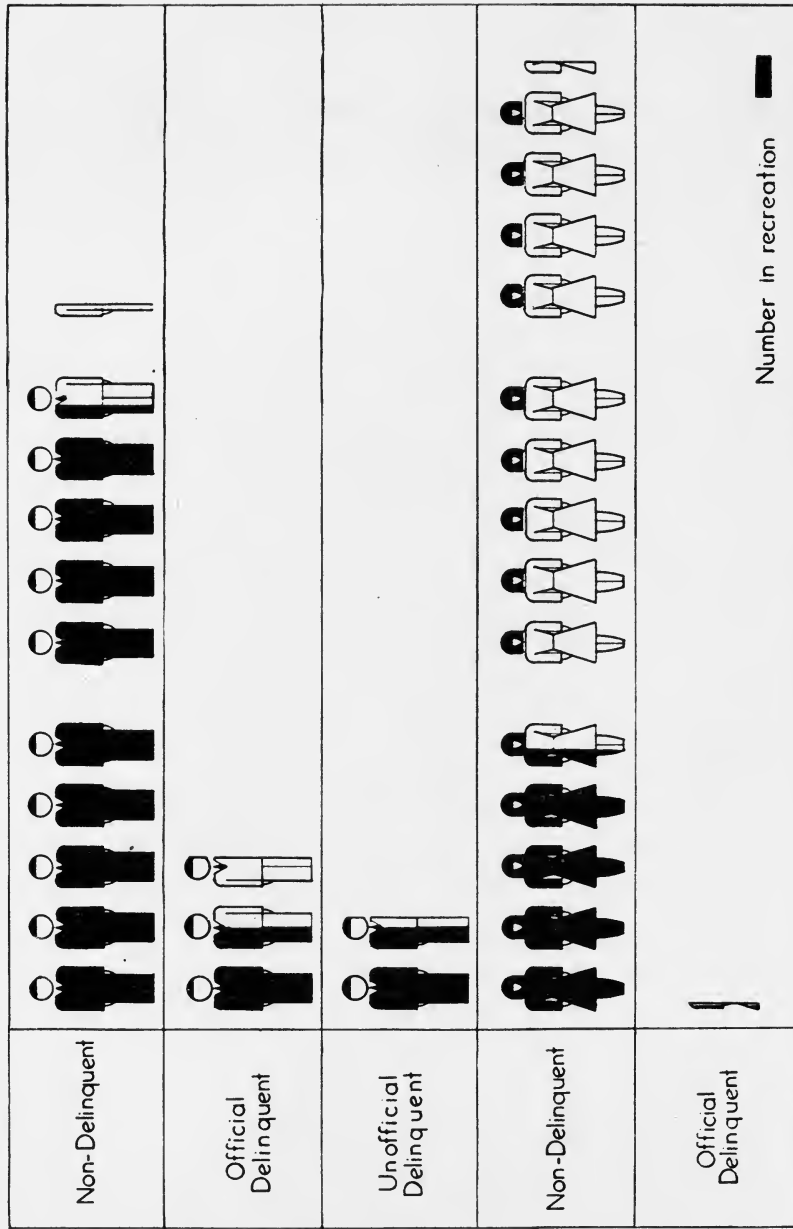 Non-Delinquent
Official
Delinquent
Unofficial
Delinquent
Non-Delinquent
Official
Delinquent
Number in recreation